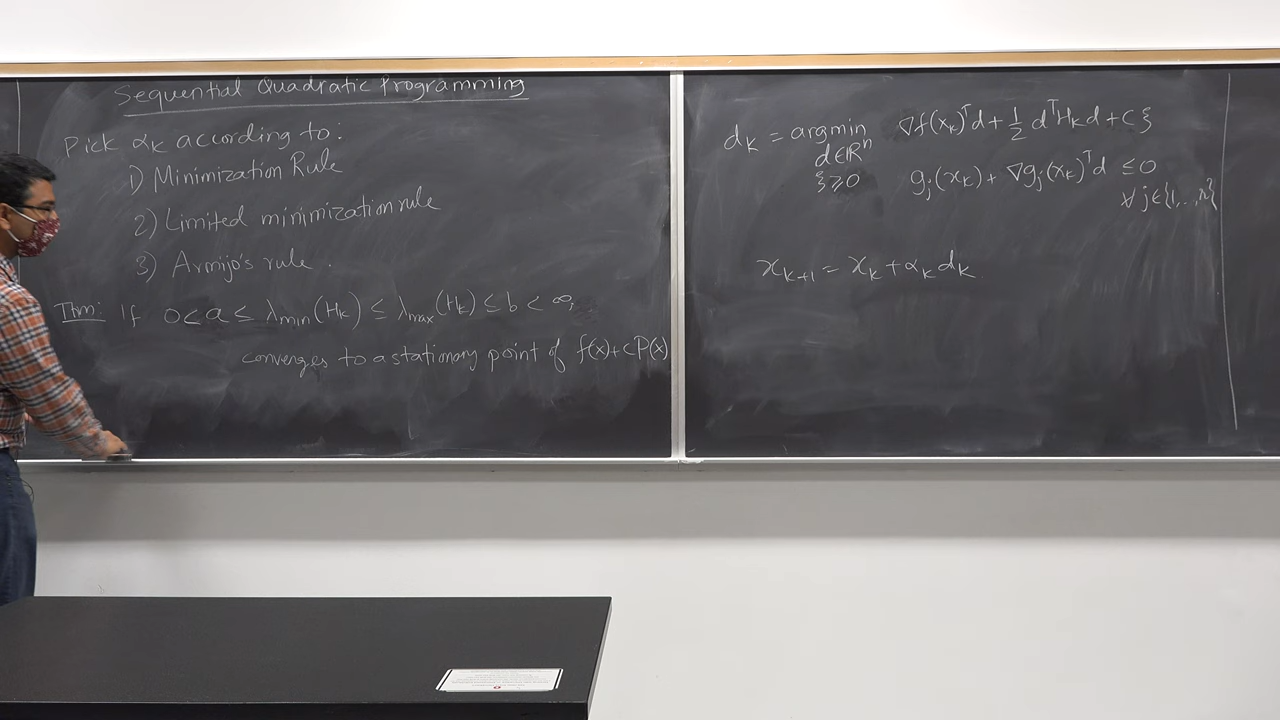 Sequential Quadratic Programming
Pick αₖ according to:
1) Minimization Rule
2) Limited minimization rule
3) Armijo's rule.
Thm: If 0 < a ≤ λmin(Hₖ) ≤ λmax(Hₖ) ≤ b < ∞,
converges to a stationary point of f(x)+cP(x)
dₖ = argmin ∇f(xₖ)ᵀd + 1/2 dᵀHₖd + cξ
d∈ℝⁿ
ξ≥0 gⱼ(xₖ) + ∇gⱼ(xₖ)ᵀd ≤ 0
∀ j∈{1,..,r}
xₖ₊₁ = xₖ + αₖdₖ